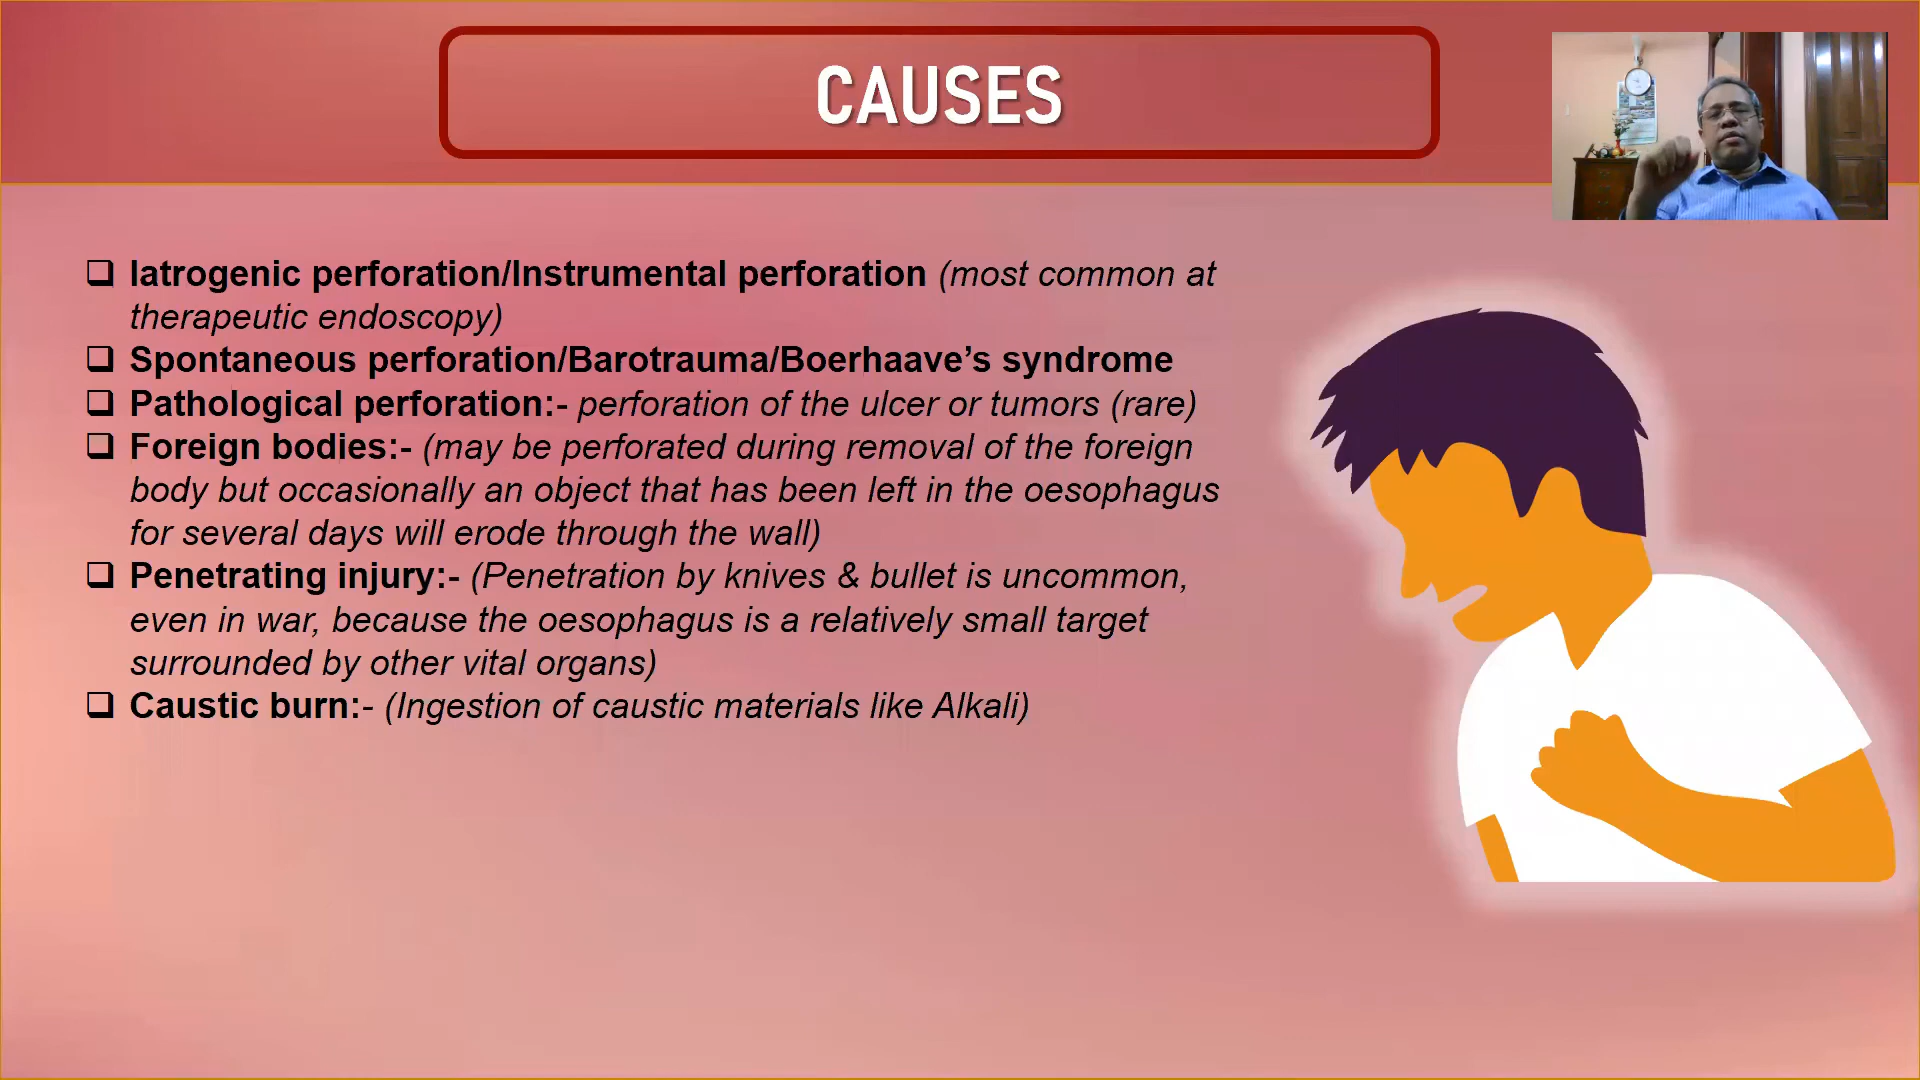 CAUSES
❑ Iatrogenic perforation/Instrumental perforation (most common at
therapeutic endoscopy)
❑ Spontaneous perforation/Barotrauma/Boerhaave’s syndrome
❑ Pathological perforation:- perforation of the ulcer or tumors (rare)
❑ Foreign bodies:- (may be perforated during removal of the foreign
body but occasionally an object that has been left in the oesophagus
for several days will erode through the wall)
❑ Penetrating injury:- (Penetration by knives & bullet is uncommon,
even in war, because the oesophagus is a relatively small target
surrounded by other vital organs)
❑ Caustic burn:- (Ingestion of caustic materials like Alkali)